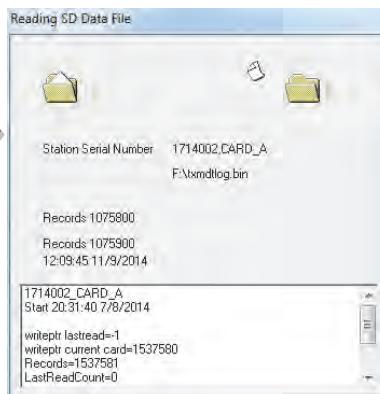 Reading SD Data File
Station Serial Number 1714002,CARD_A
F:\txmdtlog.bin
Records 1075800
Records 1075900
12:09:45 11/9/2014
1714002_CARD_A
Start 20:31:40 7/8/2014
writeptr lastread=-1
writeptr current card=1537580
Records=1537581
LastReadCount=0